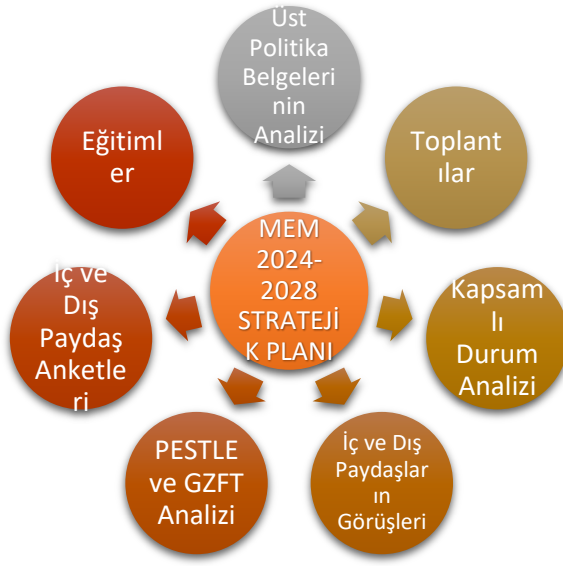 Üst
Politika
Belgeleri
nin
Analizi
Toplant
ılar
Kapsam
lı
Durum
Analizi
İç ve Dış
Paydaşlar
ın
Görüşleri
PESTLE
ve GZFT
Analizi
İç ve
Dış
Paydaş
Anketle
ri
Eğitiml
er
MEM
2024-
2028
STRATEJİ
K PLANI